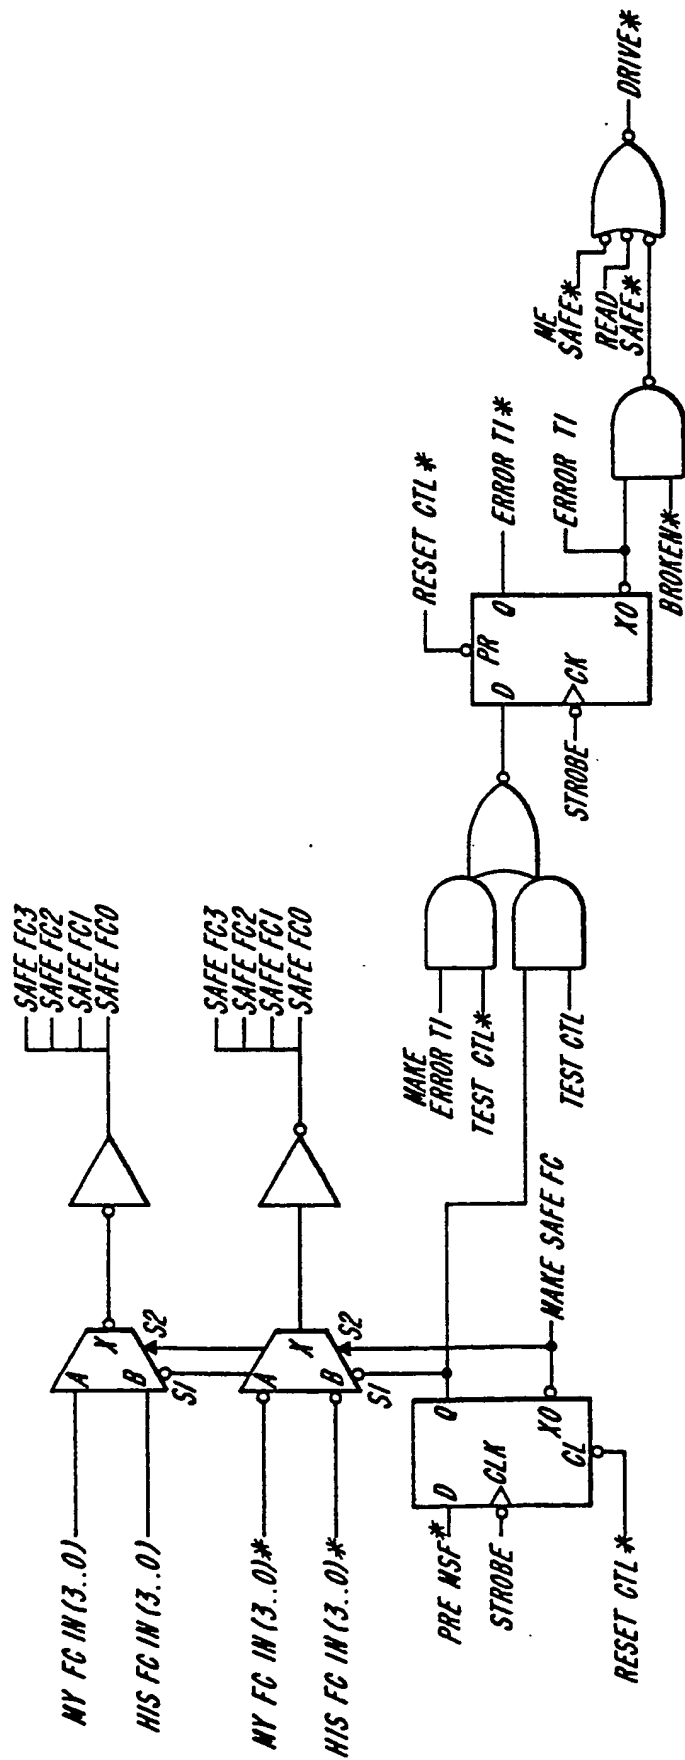 MY FC IN (3..0)
HIS FC IN (3..0)
A
B
X
S1
S2
SAFE FC3
SAFE FC2
SAFE FC1
SAFE FC0
MY FC IN (3..0)*
HIS FC IN (3..0)*
A
B
X
S1
S2
SAFE FC3
SAFE FC2
SAFE FC1
SAFE FC0
PRE MSF*
STROBE
RESET CTL*
D
CLK
Q
XO
CL
MAKE SAFE FC
MAKE
ERROR T1
TEST CTL*
TEST CTL
RESET CTL*
STROBE
D
PR
Q
CK
XO
ERROR T1*
ERROR T1
BROKEN*
ME
SAFE*
READ
SAFE*
DRIVE*